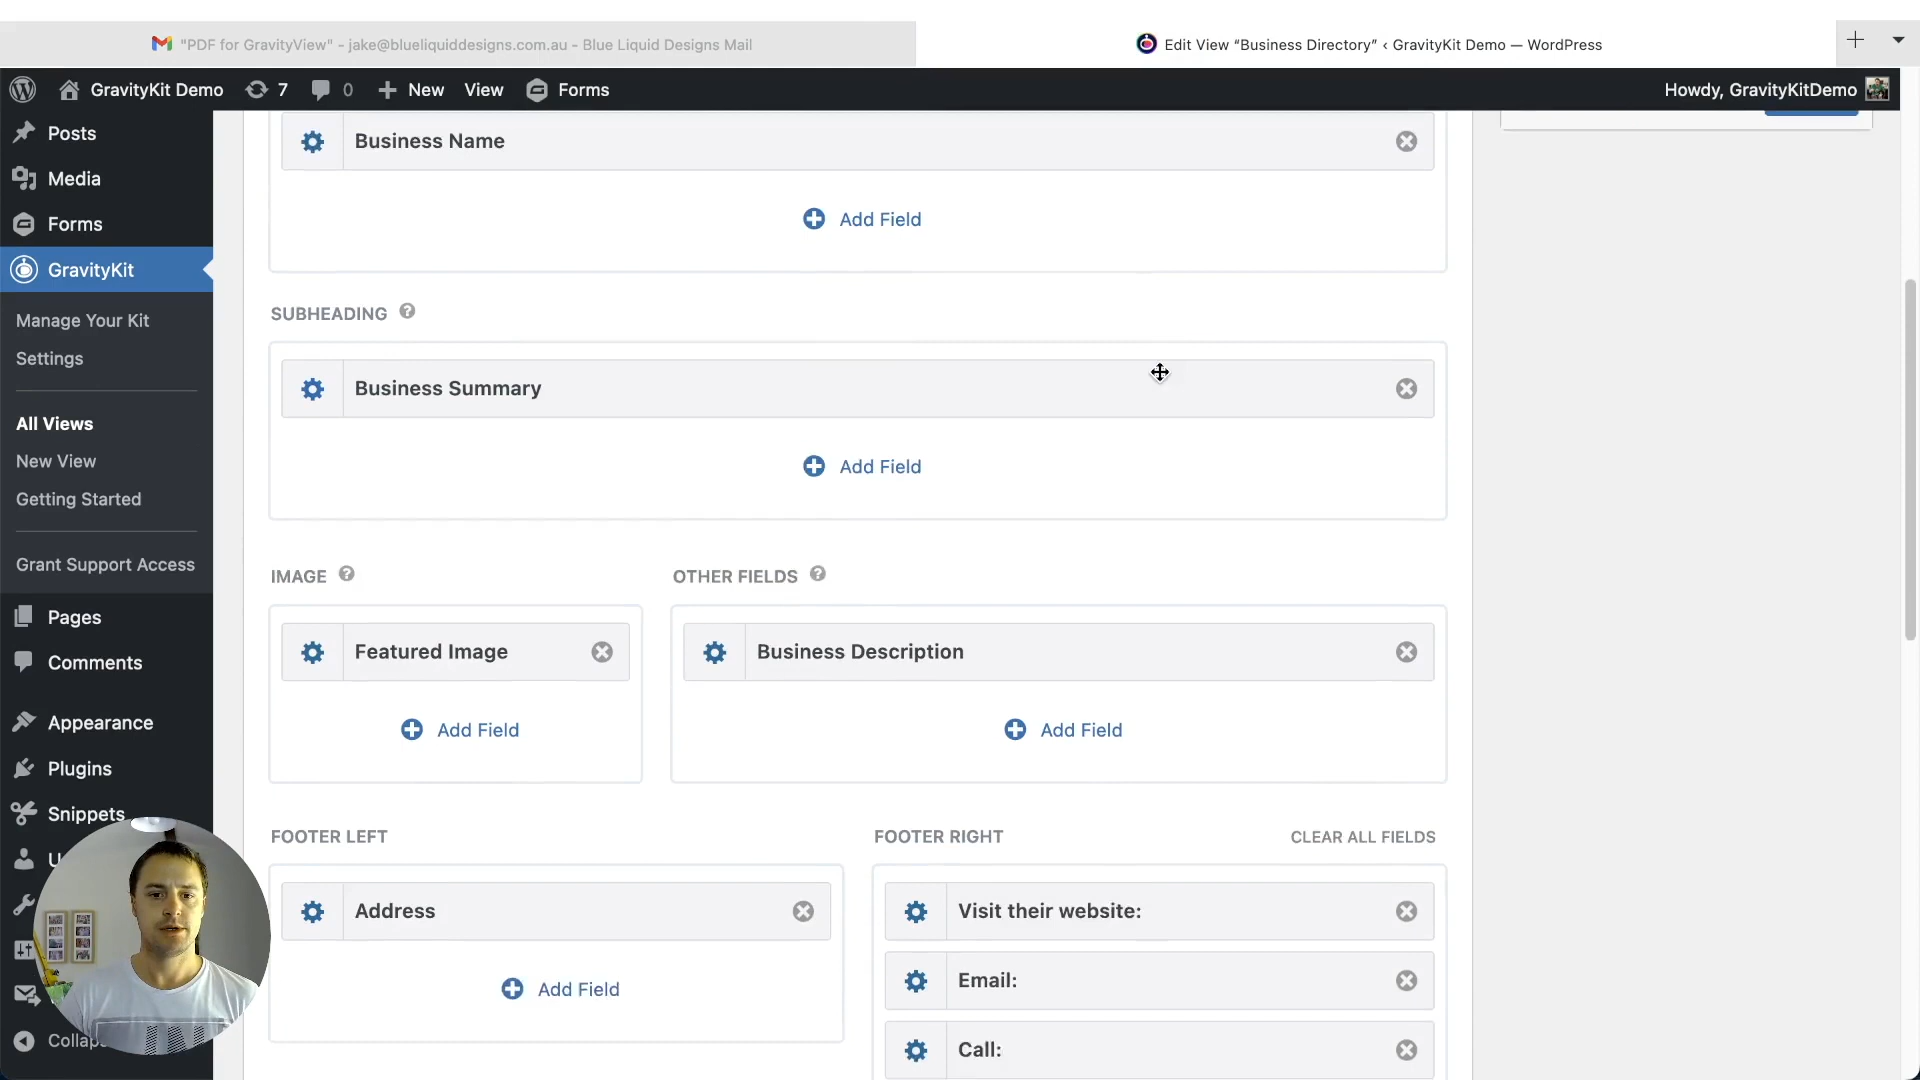 "PDF for GravityView" - jake@blueliquiddesigns.com.au - Blue Liquid Designs Mail
Edit View “Business Directory” ‹ GravityKit Demo — WordPress
GravityKit Demo 7 0 New View Forms
Howdy, GravityKitDemo
Posts
Media
Forms
GravityKit
Manage Your Kit
Settings
All Views
New View
Getting Started
Grant Support Access
Pages
Comments
Appearance
Plugins
Snippets
Business Name
Add Field
SUBHEADING
Business Summary
Add Field
IMAGE
Featured Image
Add Field
OTHER FIELDS
Business Description
Add Field
FOOTER LEFT
Address
Add Field
FOOTER RIGHT
CLEAR ALL FIELDS
Visit their website:
Email:
Call: